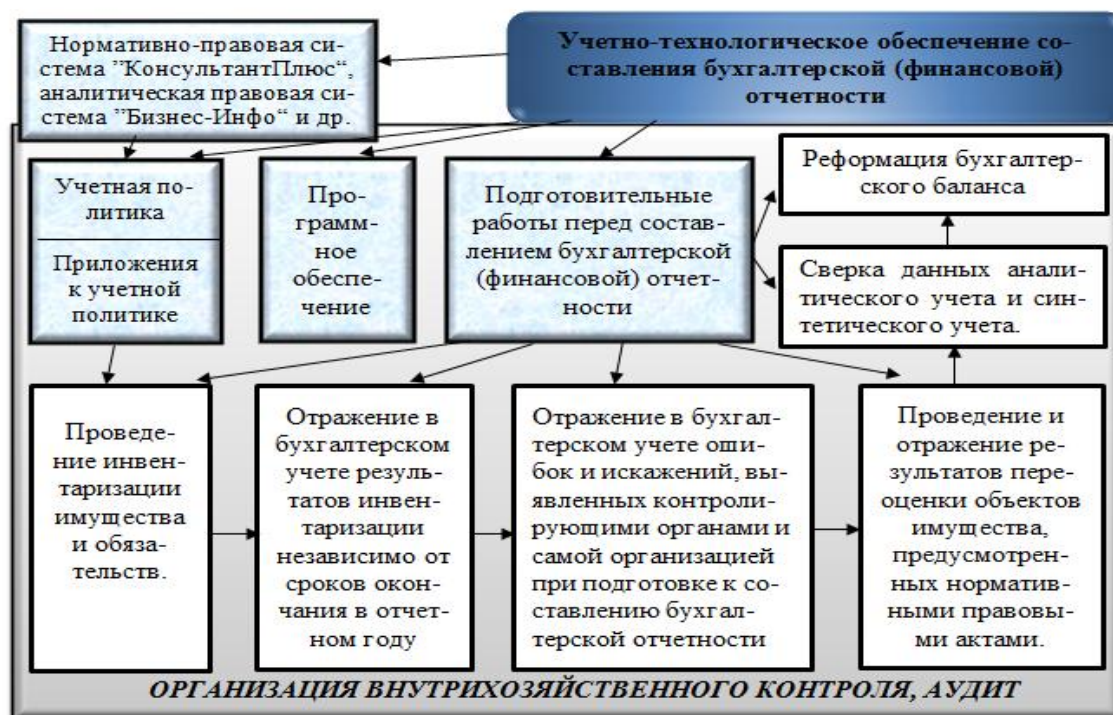 Нормативно-правовая си-
стема ”КонсультантПлюс“,
аналитическая правовая си-
стема ”Бизнес-Инфо“ и др.
Учетно-технологическое обеспечение со-
ставления бухгалтерской (финансовой)
отчетности
Учетная по-
литика
Приложения
к учетной
политике
Про-
грамм-
ное
обеспе-
чение
Подготовительные
работы перед состав-
лением бухгалтерской
(финансовой) отчет-
ности
Реформация бухгалтер-
ского баланса
Сверка данных анали-
тического учета и син-
тетического учета.
Проведе-
ние инвен-
таризации
имущества
и обяза-
тельств.
Отражение в
бухгалтерском
учете резуль-
татов инвен-
таризации
независимо от
сроков окон-
чания в отчет-
ном году
Отражение в бухгал-
терском учете оши-
бок и искажений, вы-
явленных контроли-
рующими органами и
самой организацией
при подготовке к со-
ставлению бухгал-
терской отчетности
Проведение и
отражение ре-
зультатов пере-
оценки объектов
имущества,
предусмотрен-
ных норматив-
ными правовы-
ми актами.
ОРГАНИЗАЦИЯ ВНУТРИХОЗЯЙСТВЕННОГО КОНТРОЛЯ, АУДИТ